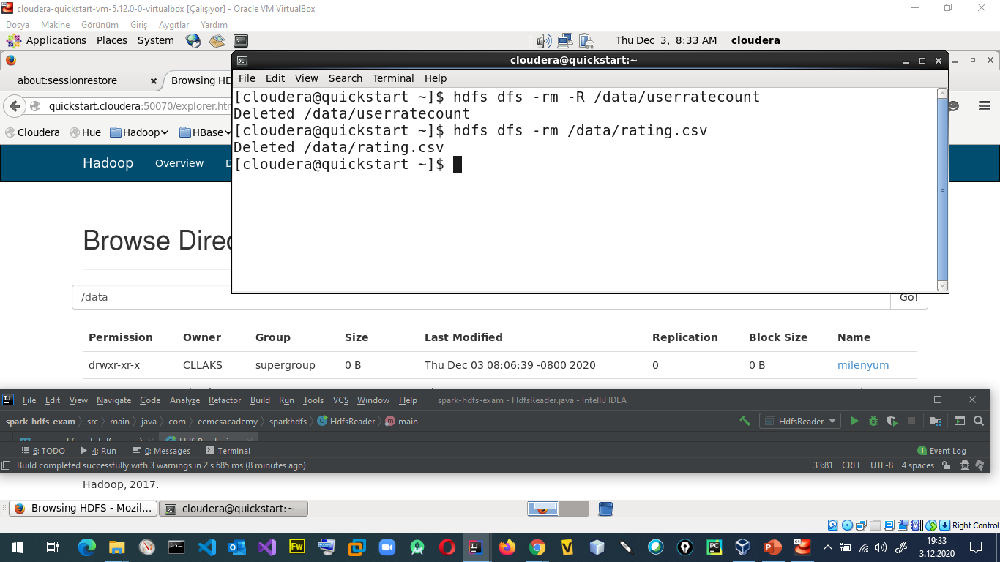 cloudera-quickstart-vm-5.12.0-0-virtualbox [Çalışıyor] - Oracle VM VirtualBox
Dosya Makine Görünüm Giriş Aygıtlar Yardım
Applications Places System Thu Dec 3, 8:33 AM cloudera
cloudera@quickstart:~
about:sessionrestore Browsing HD
File Edit View Search Terminal Help
[cloudera@quickstart ~]$ hdfs dfs -rm -R /data/userratecount
Deleted /data/userratecount
[cloudera@quickstart ~]$ hdfs dfs -rm /data/rating.csv
Deleted /data/rating.csv
[cloudera@quickstart ~]$
quickstart.cloudera:50070/explorer.htm
Cloudera Hue Hadoop HBase
Hadoop Overview D
Browse Direc
/data Go!
Permission Owner Group Size Last Modified Replication Block Size Name
drwxr-xr-x CLLAKS supergroup 0 B Thu Dec 03 08:06:39 -0800 2020 0 0 B milenyum
File Edit View Navigate Code Analyze Refactor Build Run Tools VCS Window Help spark-hdfs-exam - HdfsReader.java - IntelliJ IDEA
spark-hdfs-exam src main java com eemcsacademy sparkhdfs HdfsReader main HdfsReader
pom.xml (spark-hdfs-exam) HdfsReader.java
6: TODO 4: Run 0: Messages Terminal 1 Event Log
Build completed successfully with 3 warnings in 2 s 685 ms (8 minutes ago) 33:81 CRLF UTF-8 4 spaces
Hadoop, 2017.
Browsing HDFS - Mozil... cloudera@quickstart:~
Right Control
19:33
3.12.2020